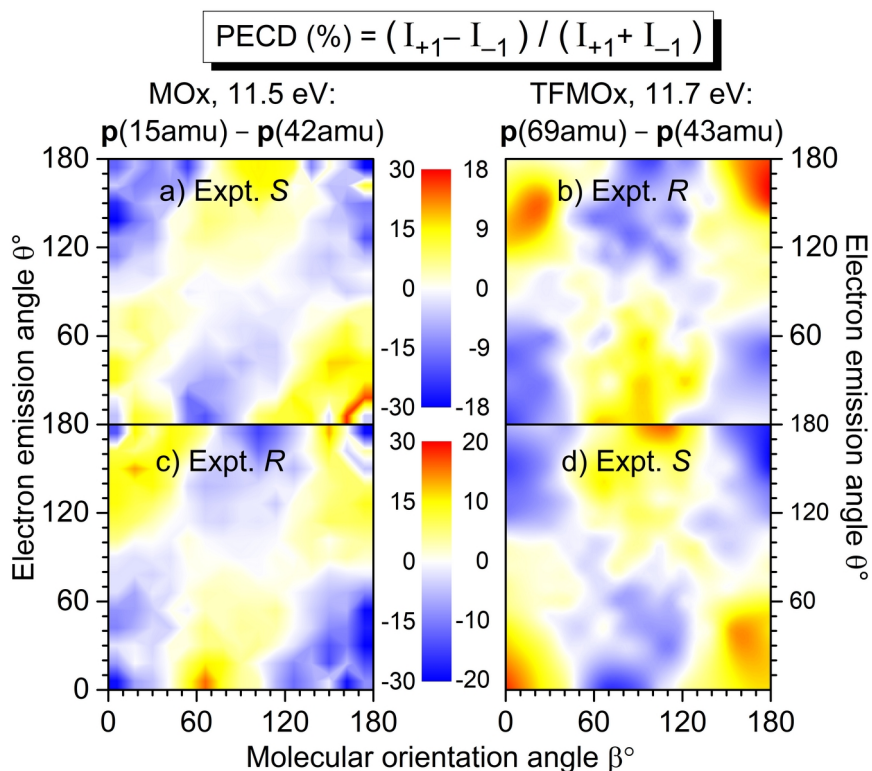 PECD (%) = ( I+1 – I–1 ) / ( I+1 + I–1 )
MOx, 11.5 eV: TFMOx, 11.7 eV:
p(15amu) – p(42amu) p(69amu) – p(43amu)
180 30 18 180
a) Expt. S b) Expt. R
120 15 9 120
0 0
60 -15 -9 60
180 -30 -18 180
30 20
c) Expt. R d) Expt. S
120 15 10 120
0 0
60 -15 -10 60
0 -30 -20
0 60 120 180 0 60 120 180
Electron emission angle θ°
Electron emission angle θ°
Molecular orientation angle β°